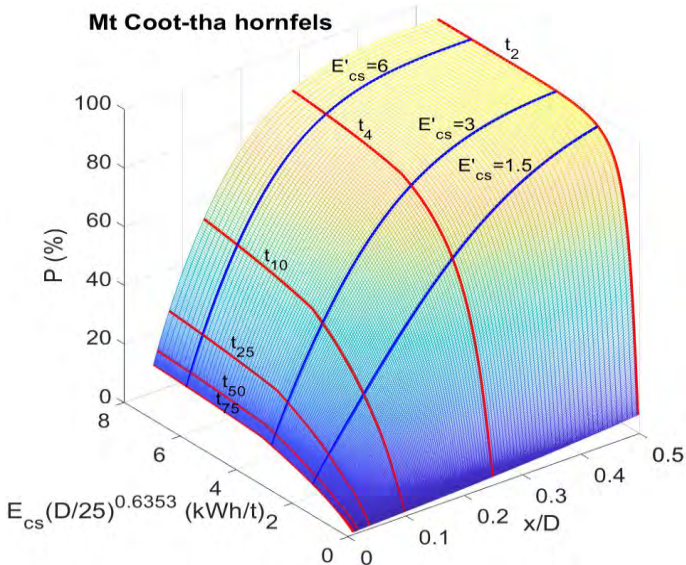 Mt Coot-tha hornfels
t2
E'cs=6
t4
E'cs=3
E'cs=1.5
100
80
60
40
20
0
P (%)
t10
t25
t50
t75
8
6
4
2
0
Ecs(D/25)^0.6353 (kWh/t)
0
0.1
0.2
0.3
0.4
0.5
x/D